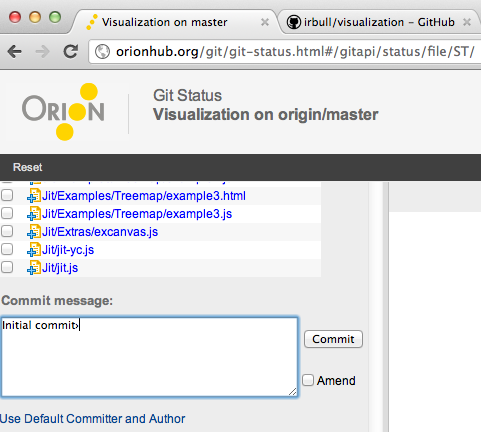 Visualization on master
irbull/visualization - GitHub
orionhub.org/git/git-status.html#/gitapi/status/file/ST/
ORION
Git Status
Visualization on origin/master
Reset
Jit/Examples/Treemap/example3.html
Jit/Examples/Treemap/example3.js
Jit/Extras/excanvas.js
Jit/jit-yc.js
Jit/jit.js
Commit message:
Initial commit
Commit
Amend
Use Default Committer and Author